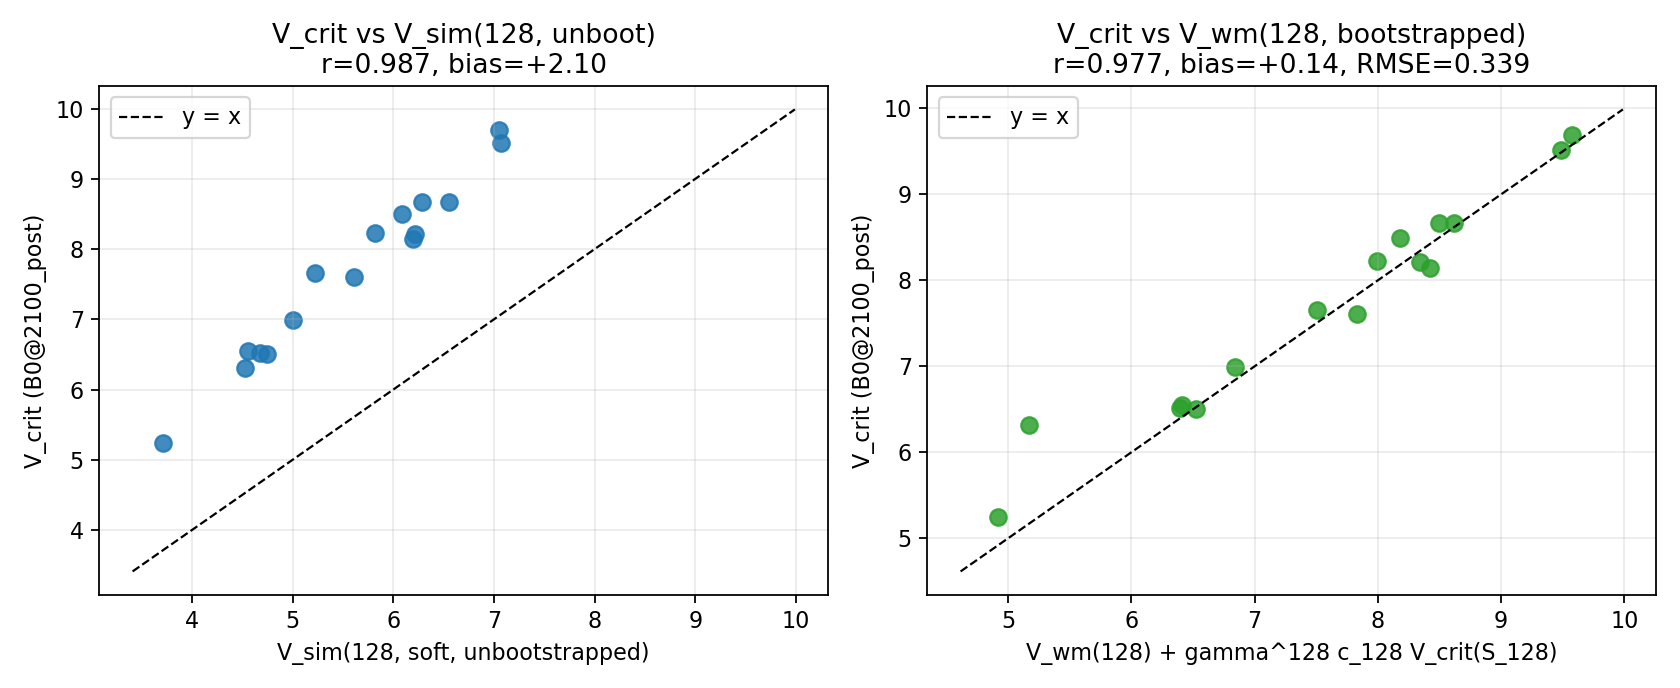 V_crit vs V_sim(128, unboot)
r=0.987, bias=+2.10
y = x
10
9
8
7
6
5
4
V_crit (B0@2100_post)
4
5
6
7
8
9
10
V_sim(128, soft, unbootstrapped)
V_crit vs V_wm(128, bootstrapped)
r=0.977, bias=+0.14, RMSE=0.339
y = x
10
9
8
7
6
5
V_crit (B0@2100_post)
5
6
7
8
9
10
V_wm(128) + gamma^128 c_128 V_crit(S_128)